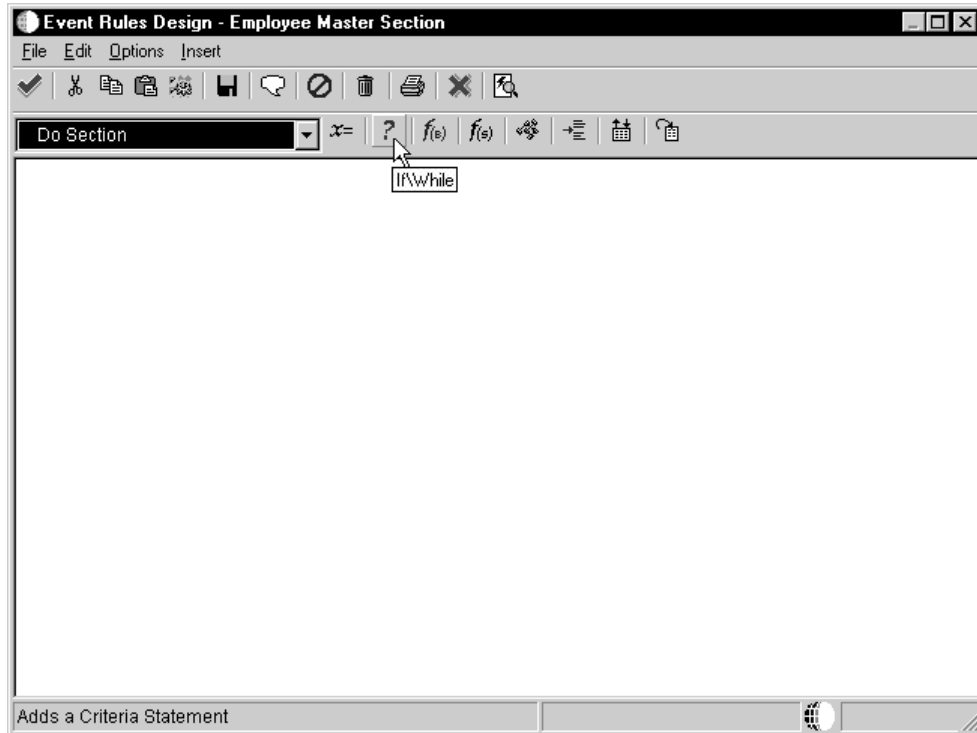 Event Rules Design - Employee Master Section
File Edit Options Insert
Do Section
x= ? f(B) f(s)
If\While
Adds a Criteria Statement